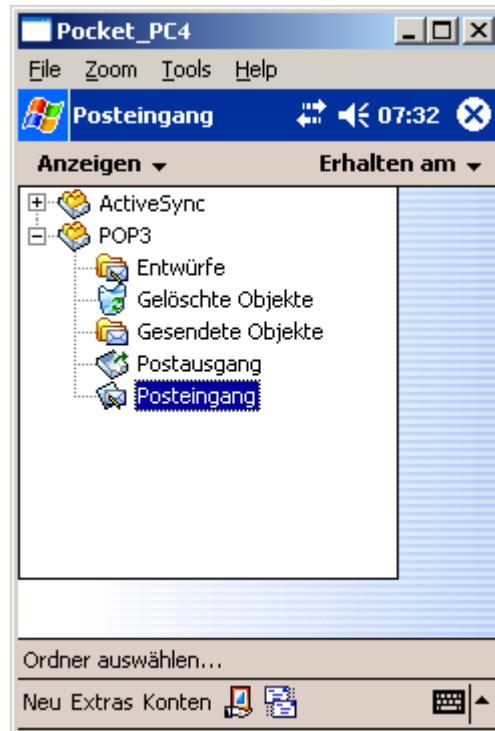 Pocket_PC4
File Zoom Tools Help
Posteingang 07:32
Anzeigen Erhalten am
ActiveSync
POP3
Entwürfe
Gelöschte Objekte
Gesendete Objekte
Postausgang
Posteingang
Ordner auswählen...
Neu Extras Konten